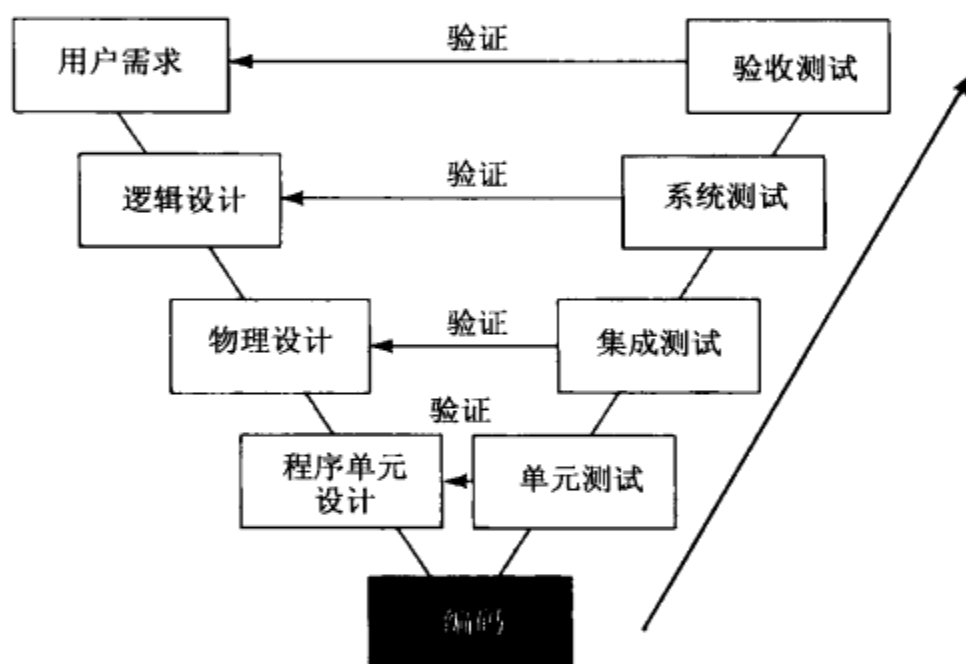 验证
用户需求
验收测试
验证
逻辑设计
系统测试
验证
物理设计
集成测试
验证
程序单元
设计
单元测试
编码